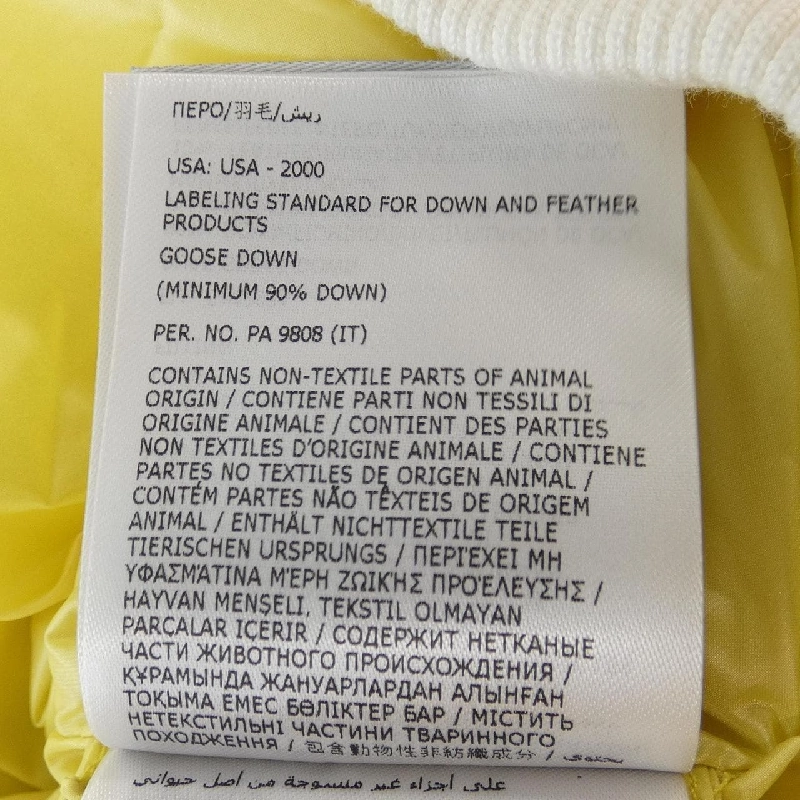 ПЕРО/羽毛/ريش
USA: USA - 2000
LABELING STANDARD FOR DOWN AND FEATHER
PRODUCTS
GOOSE DOWN
(MINIMUM 90% DOWN)
PER. NO. PA 9808 (IT)
CONTAINS NON-TEXTILE PARTS OF ANIMAL
ORIGIN / CONTIENE PARTI NON TESSILI DI
ORIGINE ANIMALE / CONTIENT DES PARTIES
NON TEXTILES D'ORIGINE ANIMALE / CONTIENE
PARTES NO TEXTILES DE ORIGEN ANIMAL /
CONTÉM PARTES NÃO TÊXTEIS DE ORIGEM
ANIMAL / ENTHÄLT NICHTTEXTILE TEILE
TIERISCHEN URSPRUNGS / ΠΕΡΙΈΧΕΙ ΜΗ
ΥΦΑΣΜΆΤΙΝΑ ΜΈΡΗ ΖΩΙΚΉΣ ΠΡΟΈΛΕΥΣΗΣ /
HAYVAN MENŞELI, TEKSTIL OLMAYAN
PARÇALAR IÇERIR / СОДЕРЖИТ НЕТКАНЫЕ
ЧАСТИ ЖИВОТНОГО ПРОИСХОЖДЕНИЯ /
ҚҰРАМЫНДА ЖАНУАРЛАРДАН АЛЫНҒАН
ТОҚЫМА ЕМЕС БӨЛІКТЕР БАР / МІСТИТЬ
НЕТЕКСТИЛЬНІ ЧАСТИНИ ТВАРИННОГО
ПОХОДЖЕННЯ / 包含動物性非紡織成分 / يحتوي
على أجزاء غير منسوجة من أصل حيواني